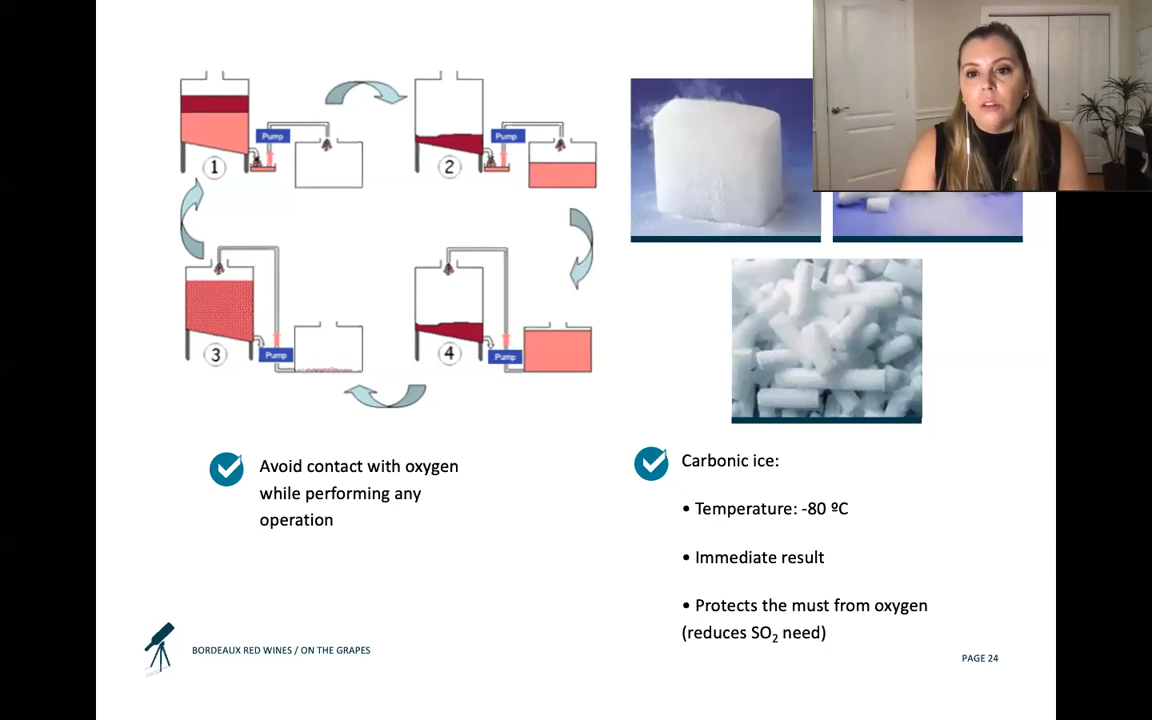 Pump
1
Pump
2
3
Pump
4
Pump
Avoid contact with oxygen
while performing any
operation
Carbonic ice:
• Temperature: -80 ºC
• Immediate result
• Protects the must from oxygen
(reduces SO₂ need)
BORDEAUX RED WINES / ON THE GRAPES
PAGE 24